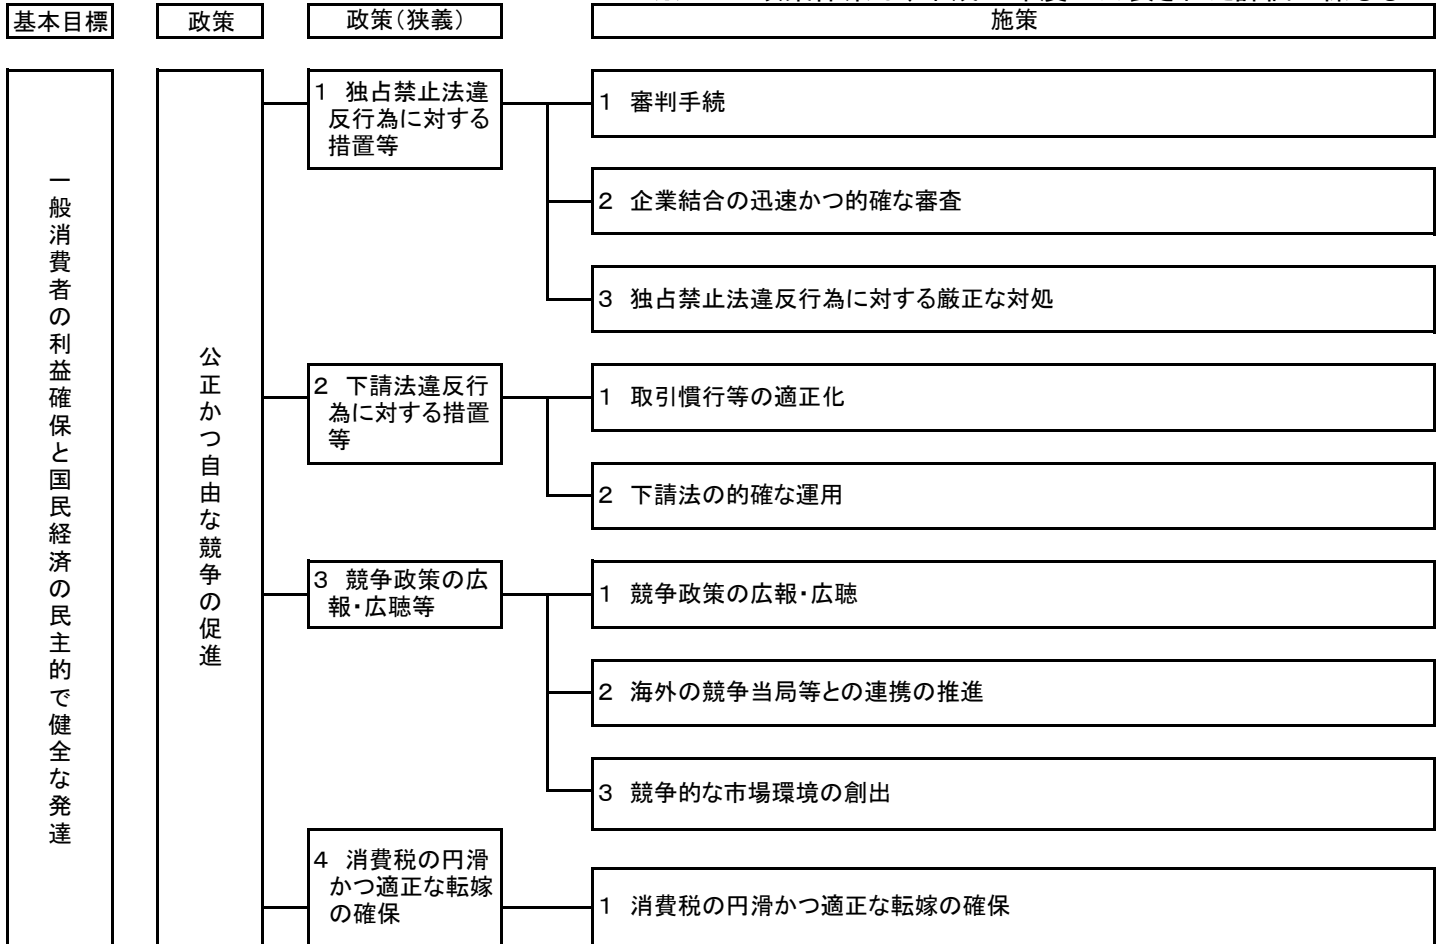 基本目標
政策
政策（狭義）
施策
一般消費者の利益確保と国民経済の民主的で健全な発達
公正かつ自由な競争の促進
1 独占禁止法違
反行為に対する
措置等
1 審判手続
2 企業結合の迅速かつ的確な審査
3 独占禁止法違反行為に対する厳正な対処
2 下請法違反行
為に対する措置
等
1 取引慣行等の適正化
2 下請法の的確な運用
3 競争政策の広
報・広聴等
1 競争政策の広報・広聴
2 海外の競争当局等との連携の推進
3 競争的な市場環境の創出
4 消費税の円滑
かつ適正な転嫁
の確保
1 消費税の円滑かつ適正な転嫁の確保